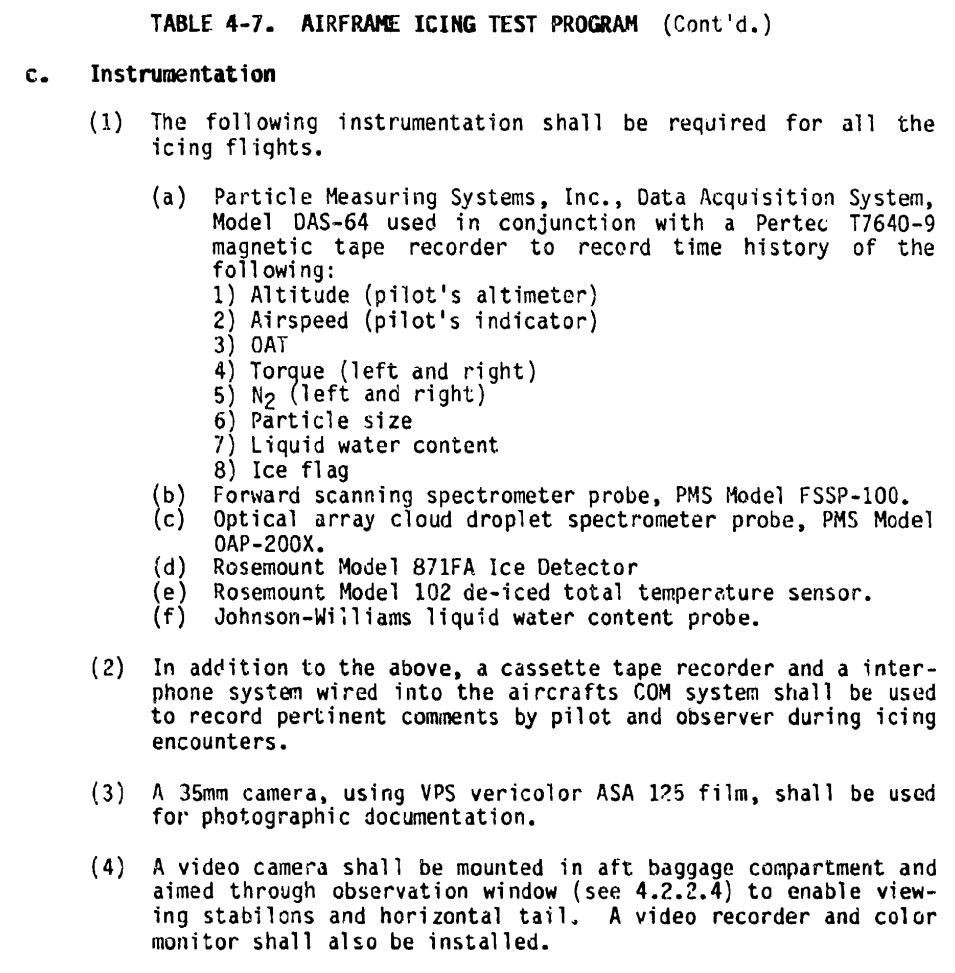 TABLE 4-7. AIRFRAME ICING TEST PROGRAM (Cont'd.)
c. Instrumentation
(1) The following instrumentation shall be required for all the
icing flights.
(a) Particle Measuring Systems, Inc., Data Acquisition System,
Model DAS-64 used in conjunction with a Pertec T7640-9
magnetic tape recorder to record time history of the
following:
1) Altitude (pilot's altimeter)
2) Airspeed (pilot's indicator)
3) OAT
4) Torque (left and right)
5) N2 (left and right)
6) Particle size
7) Liquid water content
8) Ice flag
(b) Forward scanning spectrometer probe, PMS Model FSSP-100.
(c) Optical array cloud droplet spectrometer probe, PMS Model
OAP-200X.
(d) Rosemount Model 871FA Ice Detector
(e) Rosemount Model 102 de-iced total temperature sensor.
(f) Johnson-Williams liquid water content probe.
(2) In addition to the above, a cassette tape recorder and a inter-
phone system wired into the aircrafts COM system shall be used
to record pertinent comments by pilot and observer during icing
encounters.
(3) A 35mm camera, using VPS vericolor ASA 125 film, shall be used
for photographic documentation.
(4) A video camera shall be mounted in aft baggage compartment and
aimed through observation window (see 4.2.2.4) to enable view-
ing stabilons and horizontal tail. A video recorder and color
monitor shall also be installed.